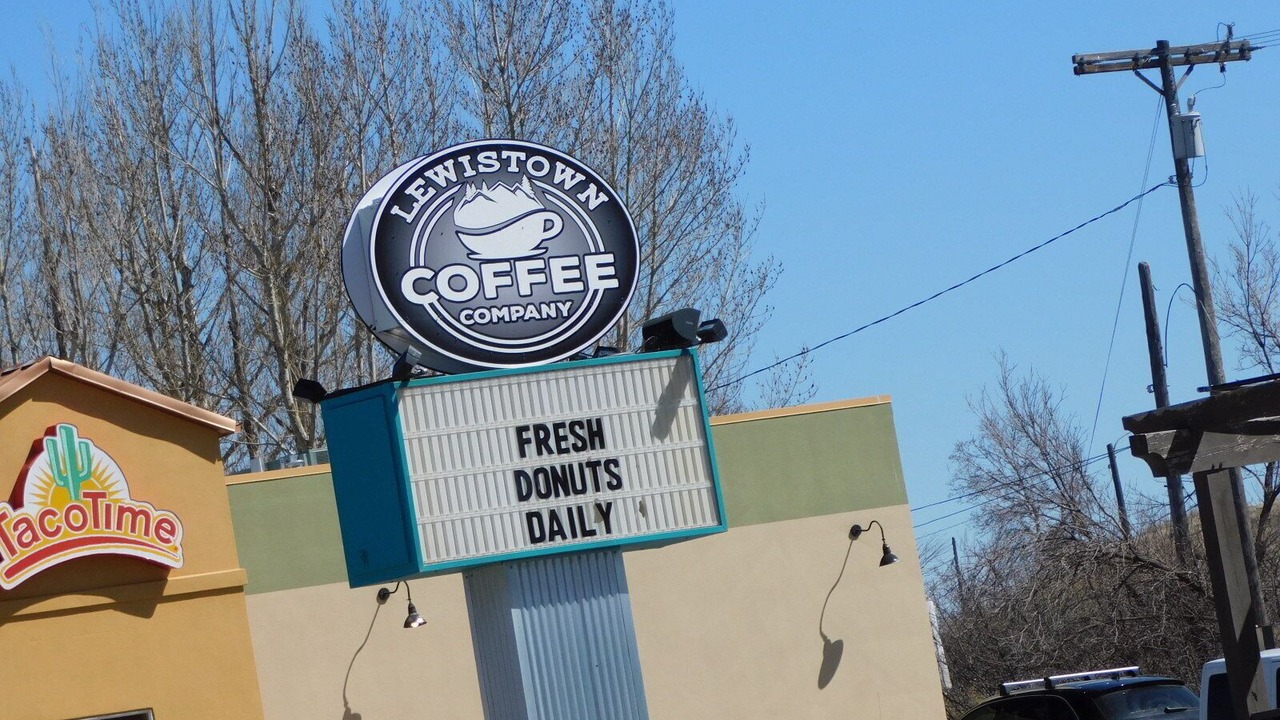 LEWISTOWN
COFFEE
COMPANY
FRESH
DONUTS
DAILY
TacoTime